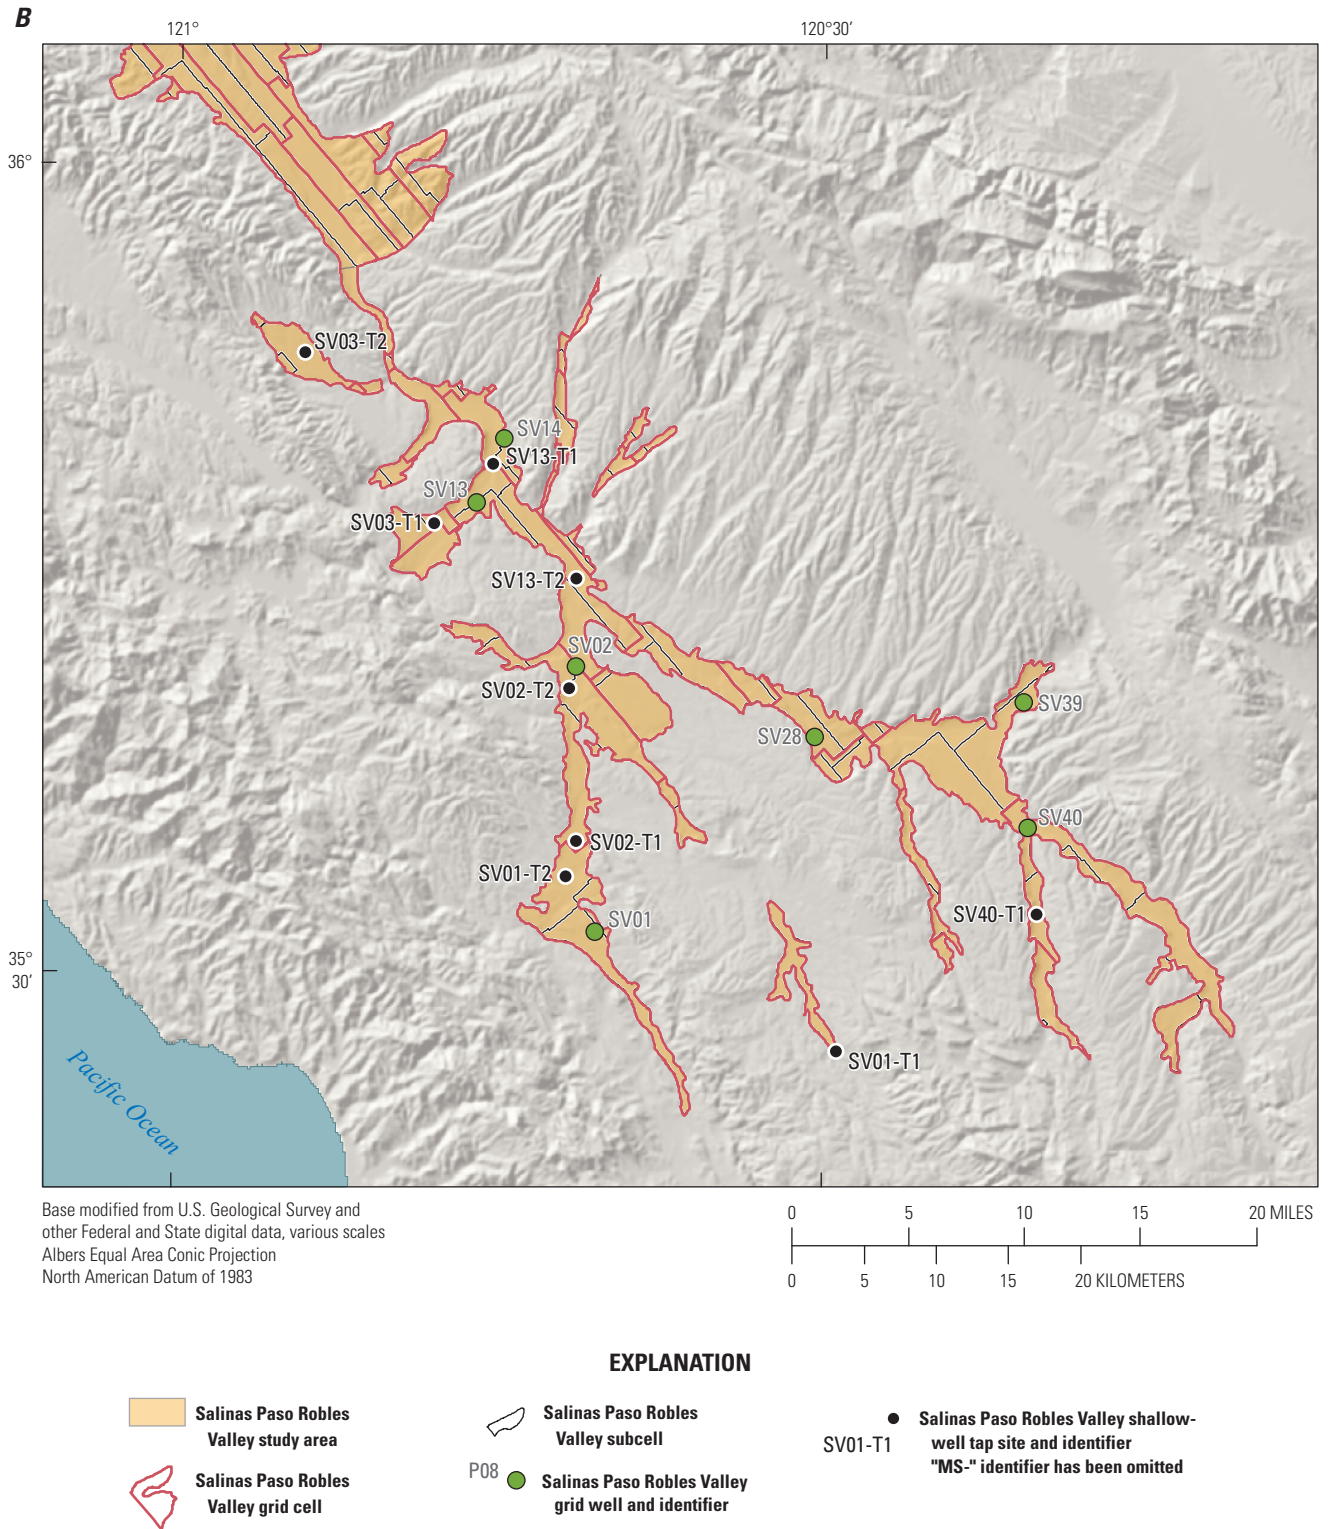 B
121°
120°30′
36°
SV03-T2
SV14
SV13-T1
SV13
SV03-T1
SV13-T2
SV02
SV02-T2
SV39
SV28
SV40
SV02-T1
SV01-T2
SV40-T1
SV01
35°
30′
SV01-T1
Pacific Ocean
Base modified from U.S. Geological Survey and
other Federal and State digital data, various scales
Albers Equal Area Conic Projection
North American Datum of 1983
0 5 10 15 20 MILES
0 5 10 15 20 KILOMETERS
EXPLANATION
Salinas Paso Robles
Valley study area
Salinas Paso Robles
Valley grid cell
Salinas Paso Robles
Valley subcell
P08
Salinas Paso Robles Valley
grid well and identifier
SV01-T1
Salinas Paso Robles Valley shallow-
well tap site and identifier
"MS-" identifier has been omitted